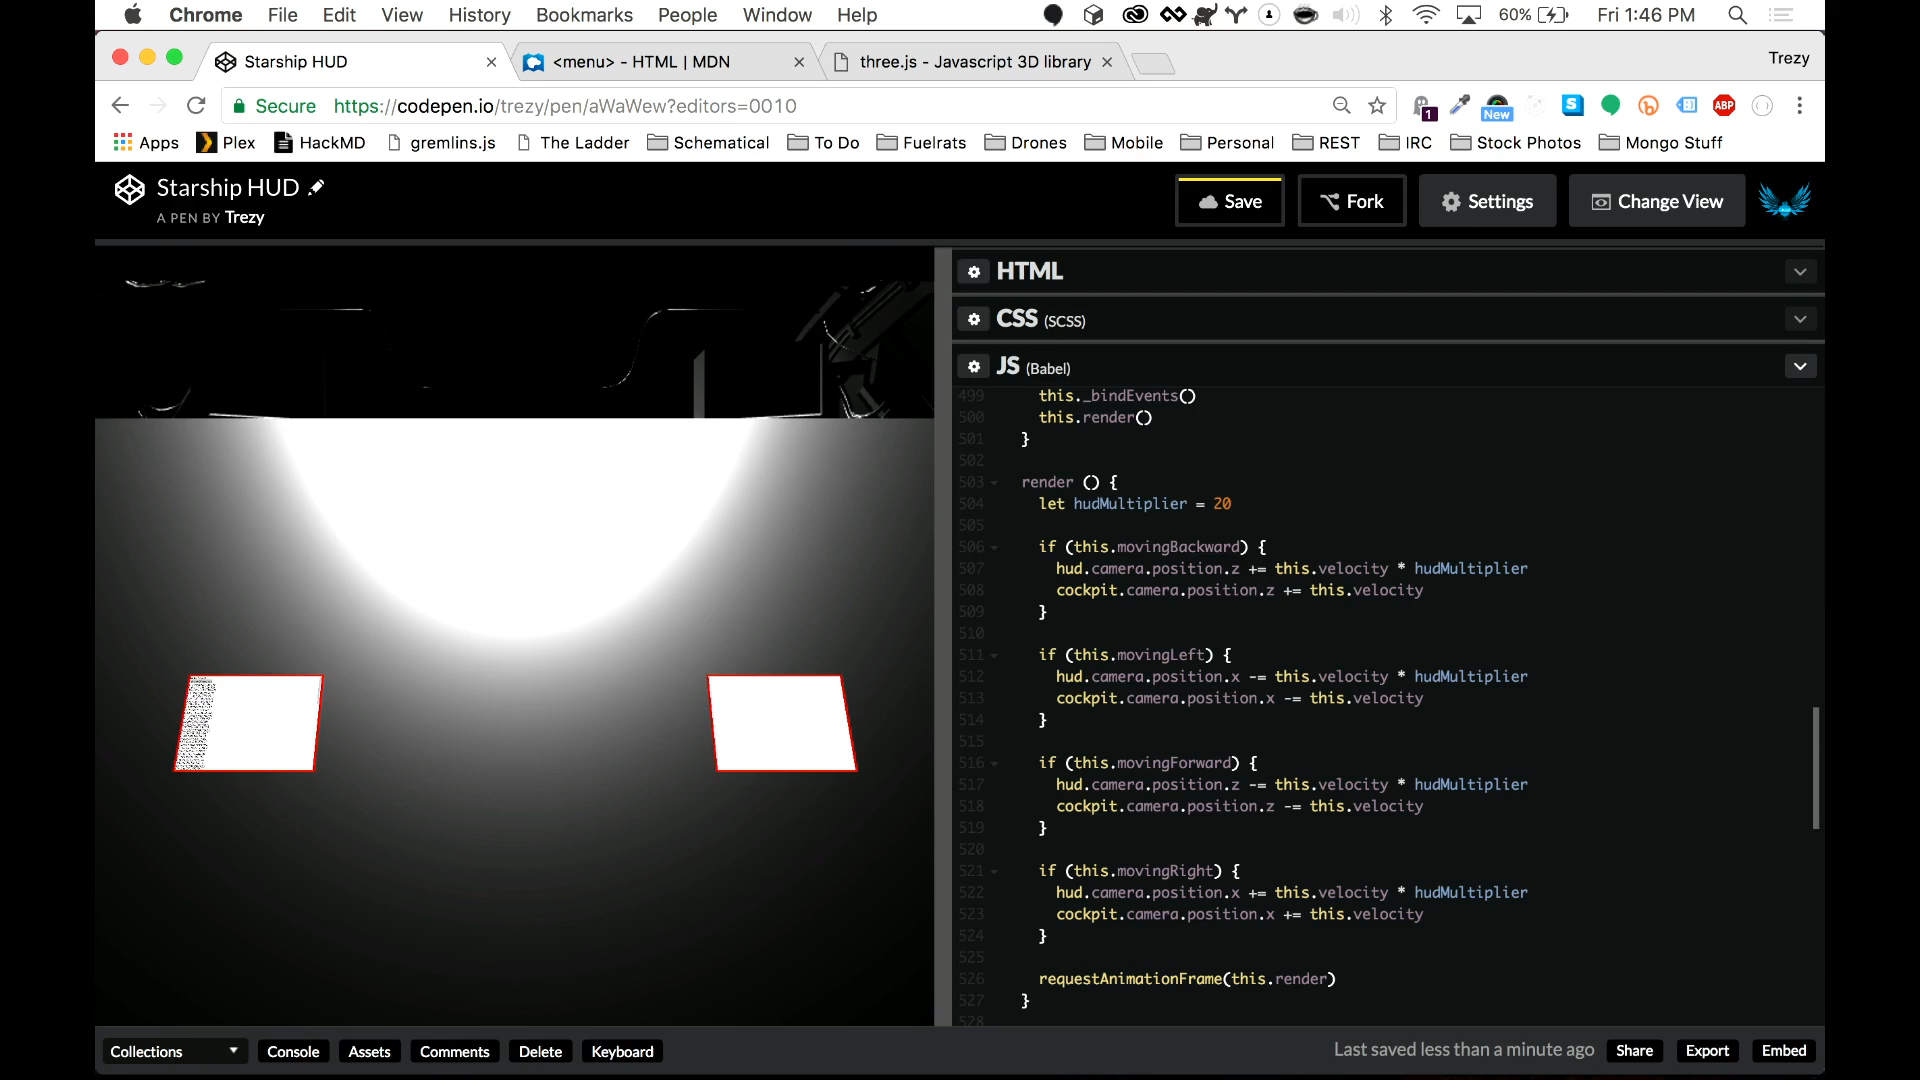 Chrome File Edit View History Bookmarks People Window Help 60% Fri 1:46 PM
Starship HUD <menu> - HTML | MDN three.js - Javascript 3D library Trezy
Secure https://codepen.io/trezy/pen/aWaWew?editors=0010 1 New S ABP
Apps Plex HackMD gremlins.js The Ladder Schematical To Do Fuelrats Drones Mobile Personal REST IRC Stock Photos Mongo Stuff
Starship HUD
A PEN BY Trezy
Save Fork Settings Change View
HTML
CSS (SCSS)
JS (Babel)
499 this._bindEvents()
500 this.render()
501 }
502
503 render () {
504 let hudMultiplier = 20
505
506 if (this.movingBackward) {
507 hud.camera.position.z += this.velocity * hudMultiplier
508 cockpit.camera.position.z += this.velocity
509 }
510
511 if (this.movingLeft) {
512 hud.camera.position.x -= this.velocity * hudMultiplier
513 cockpit.camera.position.x -= this.velocity
514 }
515
516 if (this.movingForward) {
517 hud.camera.position.z -= this.velocity * hudMultiplier
518 cockpit.camera.position.z -= this.velocity
519 }
520
521 if (this.movingRight) {
522 hud.camera.position.x += this.velocity * hudMultiplier
523 cockpit.camera.position.x += this.velocity
524 }
525
526 requestAnimationFrame(this.render)
527 }
528
Collections Console Assets Comments Delete Keyboard Last saved less than a minute ago Share Export Embed